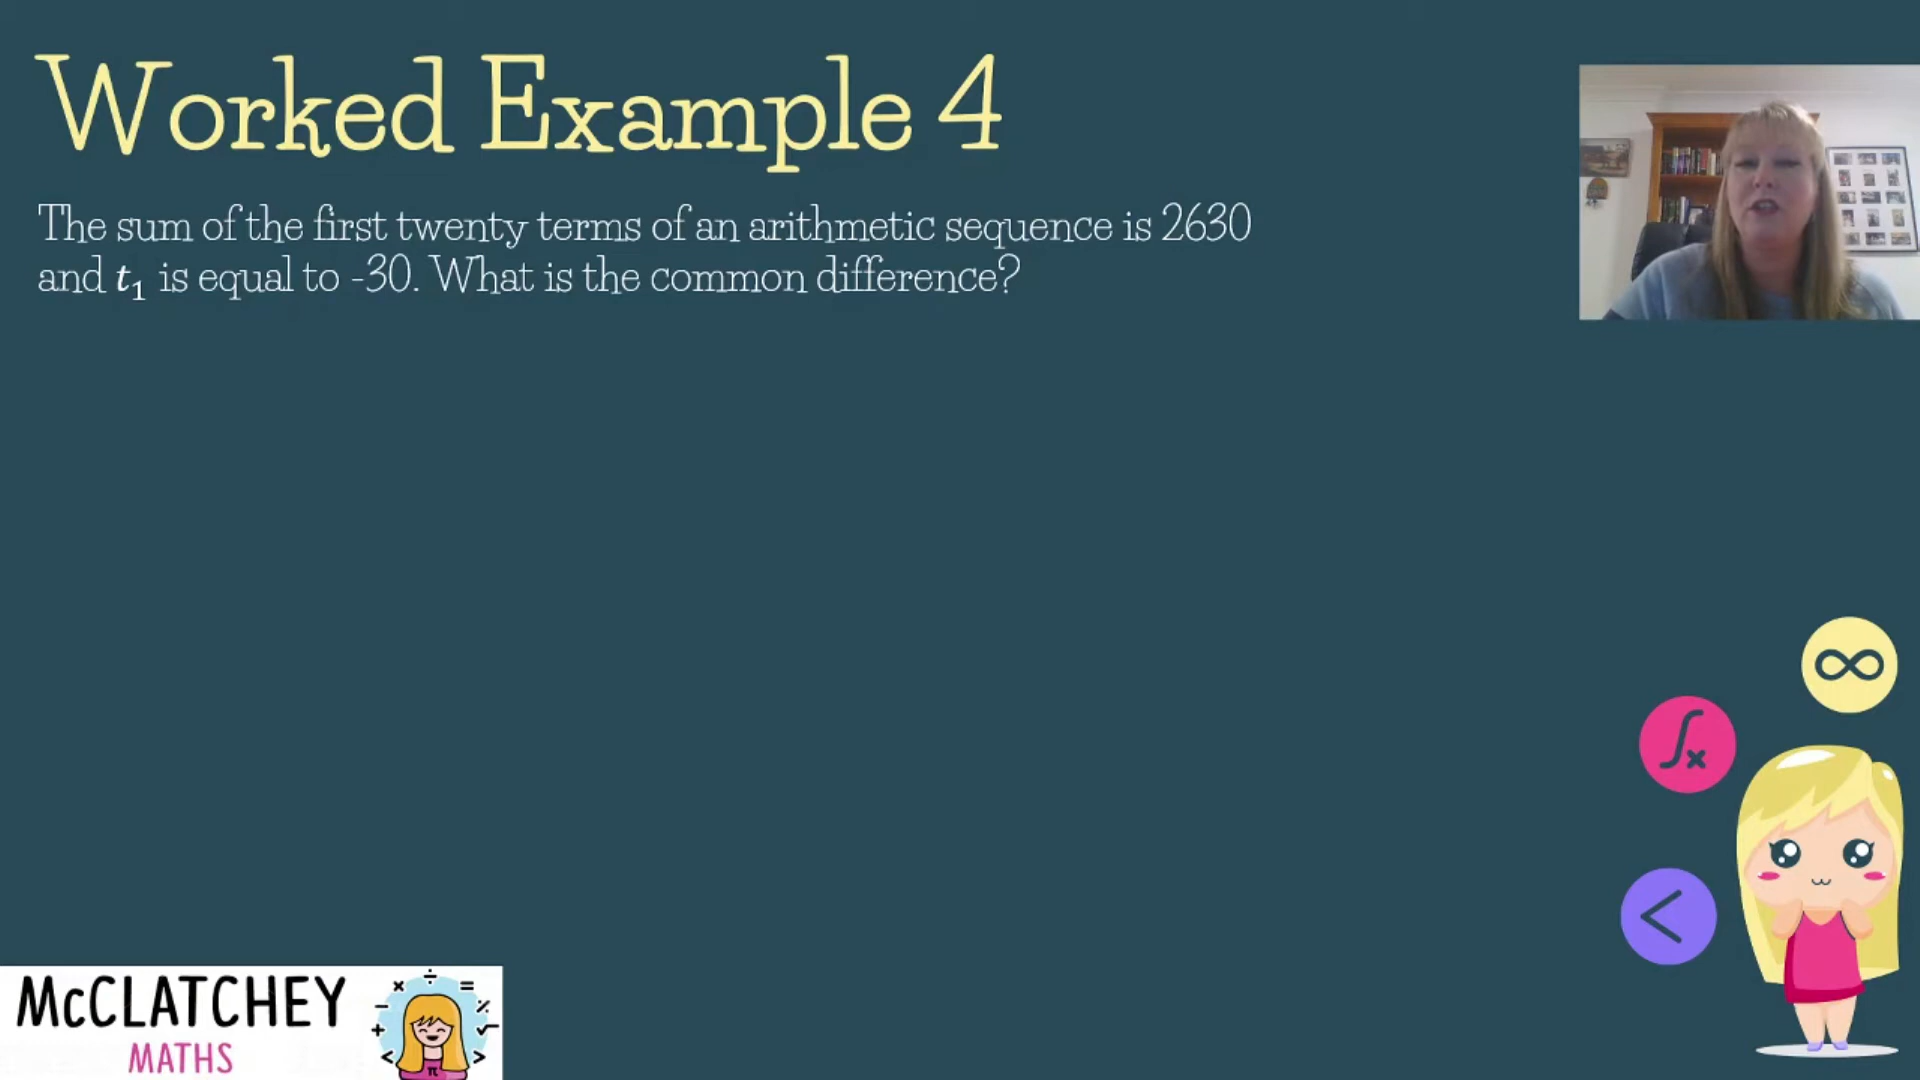 Worked Example 4
The sum of the first twenty terms of an arithmetic sequence is 2630
and t₁ is equal to -30. What is the common difference?
∞
∫x
<
McCLATCHEY
MATHS
× ÷ =
- %
+ √
< π >